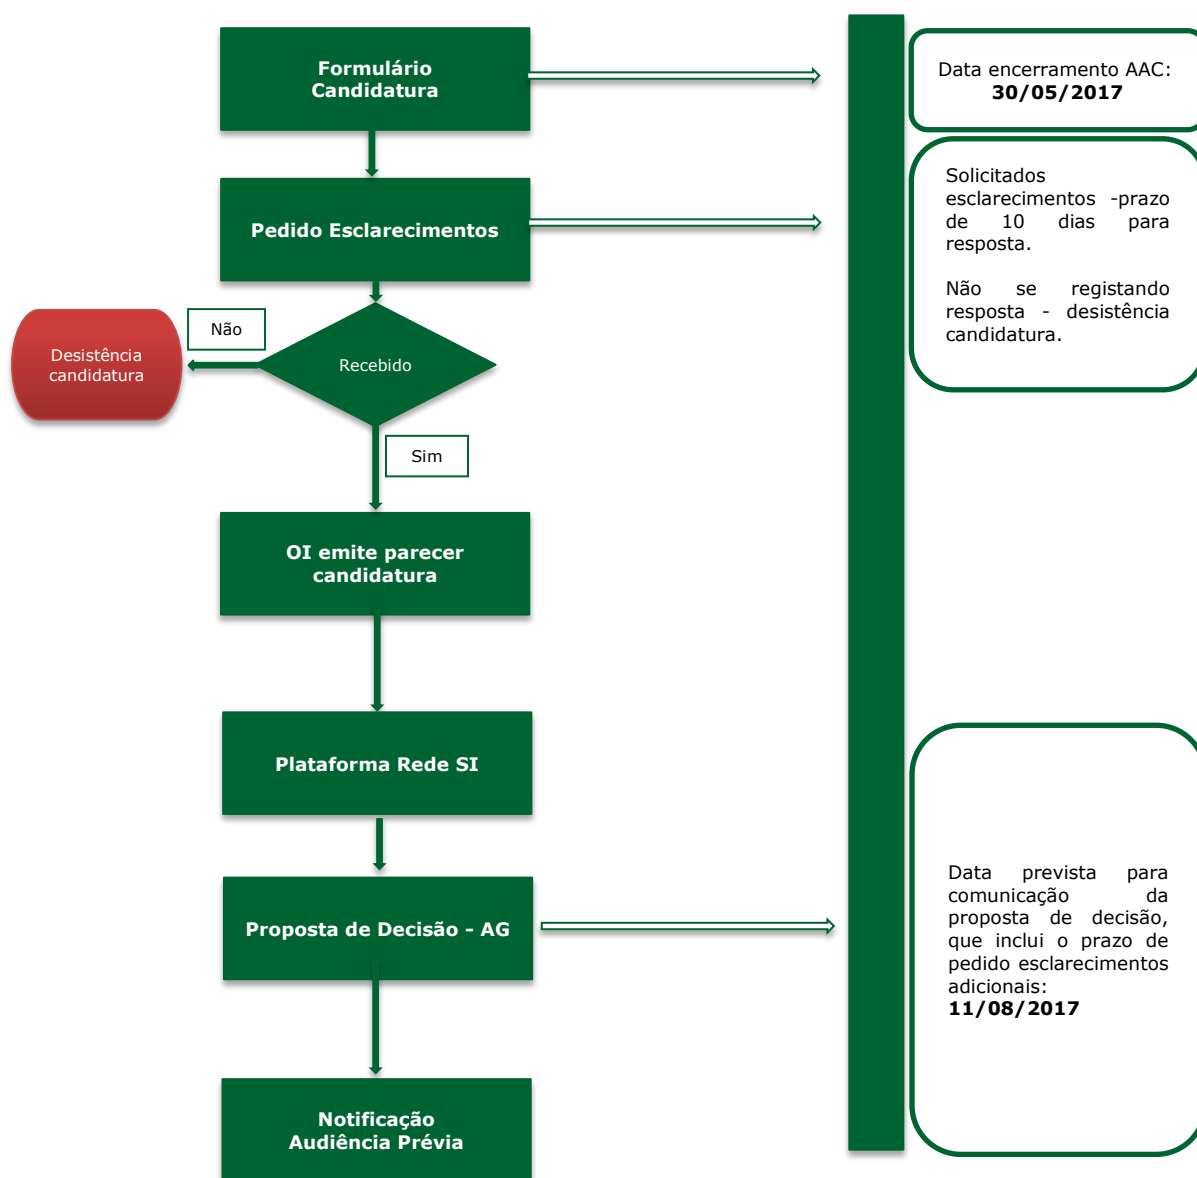 Formulário
Candidatura
Data encerramento AAC:
30/05/2017
Pedido Esclarecimentos
Solicitados
esclarecimentos -prazo
de 10 dias para
resposta.
Não se registando
resposta - desistência
candidatura.
Não
Desistência
candidatura
Recebido
Sim
OI emite parecer
candidatura
Plataforma Rede SI
Proposta de Decisão - AG
Data prevista para
comunicação da
proposta de decisão,
que inclui o prazo de
pedido esclarecimentos
adicionais:
11/08/2017
Notificação
Audiência Prévia